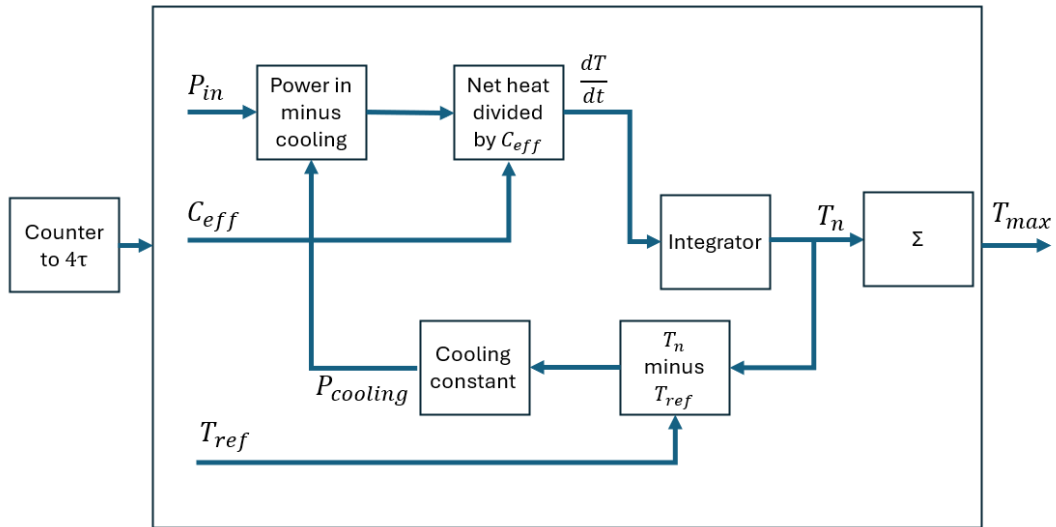 P_in
Power in
minus
cooling
Net heat
divided
by C_eff
dT
dt
C_eff
Counter
to 4τ
Integrator
T_n
Σ
T_max
P_cooling
Cooling
constant
T_n
minus
T_ref
T_ref